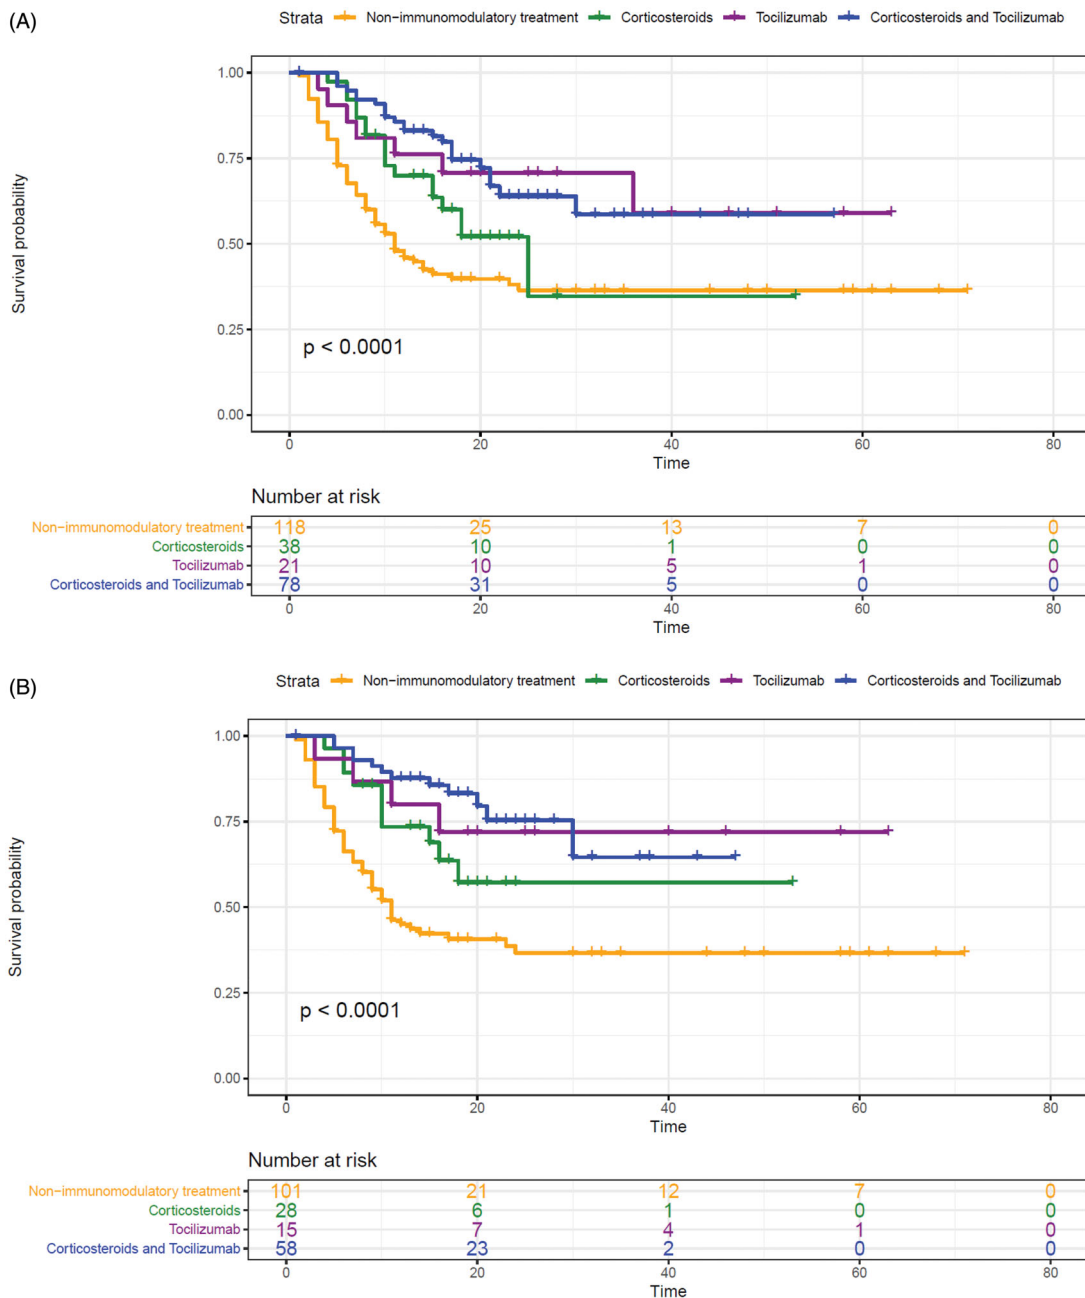 (A)
Strata Non-immunomodulatory treatment Corticosteroids Tocilizumab Corticosteroids and Tocilizumab
Survival probability
1.00
0.75
0.50
0.25
0.00
p < 0.0001
0 20 40 60 80
Time
Number at risk
Non-immunomodulatory treatment 118 25 13 7 0
Corticosteroids 38 10 1 0 0
Tocilizumab 21 10 5 1 0
Corticosteroids and Tocilizumab 78 31 5 0 0
0 20 40 60 80
Time
(B)
Strata Non-immunomodulatory treatment Corticosteroids Tocilizumab Corticosteroids and Tocilizumab
Survival probability
1.00
0.75
0.50
0.25
0.00
p < 0.0001
0 20 40 60 80
Time
Number at risk
Non-immunomodulatory treatment 101 21 12 7 0
Corticosteroids 28 6 1 0 0
Tocilizumab 15 7 4 1 0
Corticosteroids and Tocilizumab 58 23 2 0 0
0 20 40 60 80
Time